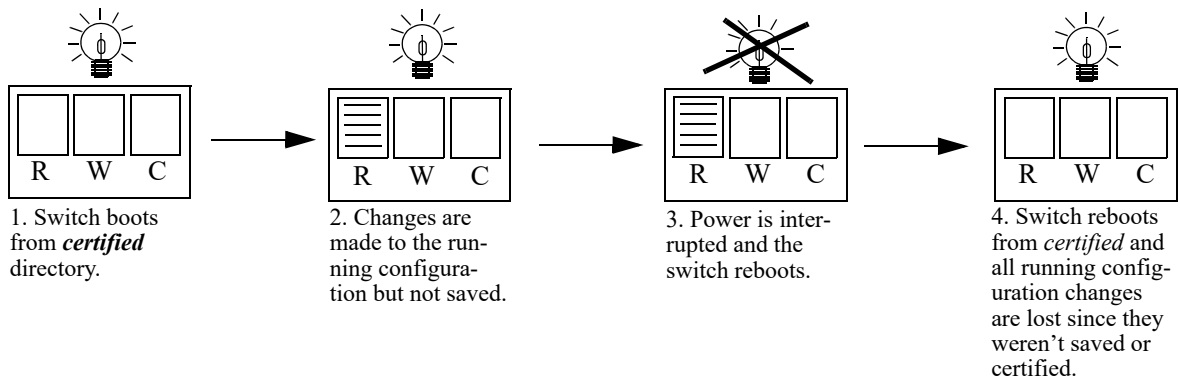 R W C
1. Switch boots
from certified
directory.
R W C
2. Changes are
made to the run-
ning configura-
tion but not saved.
R W C
3. Power is inter-
rupted and the
switch reboots.
R W C
4. Switch reboots
from certified and
all running config-
uration changes
are lost since they
weren’t saved or
certified.